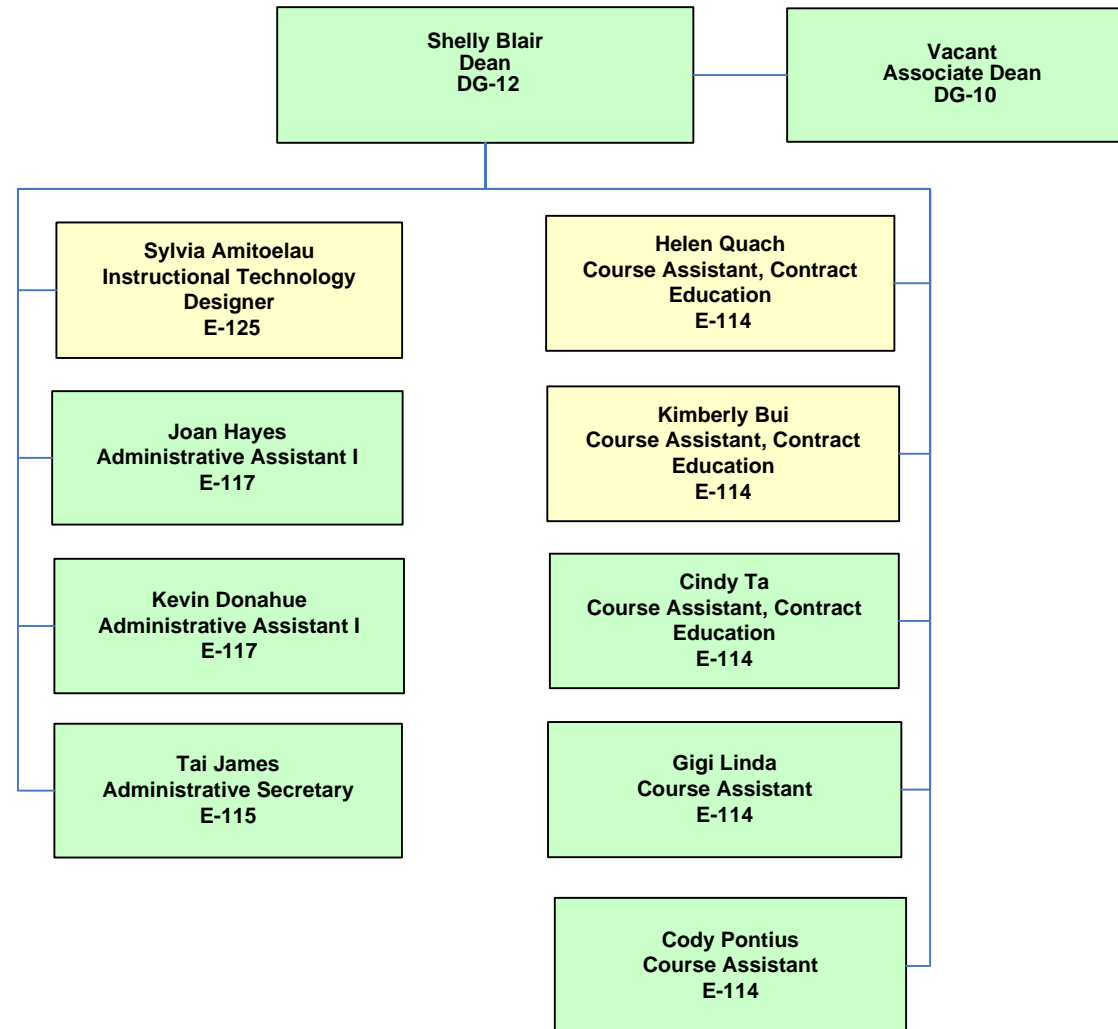 Shelly Blair
Dean
DG-12
Vacant
Associate Dean
DG-10
Sylvia Amitoelau
Instructional Technology
Designer
E-125
Joan Hayes
Administrative Assistant I
E-117
Kevin Donahue
Administrative Assistant I
E-117
Tai James
Administrative Secretary
E-115
Helen Quach
Course Assistant, Contract
Education
E-114
Kimberly Bui
Course Assistant, Contract
Education
E-114
Cindy Ta
Course Assistant, Contract
Education
E-114
Gigi Linda
Course Assistant
E-114
Cody Pontius
Course Assistant
E-114